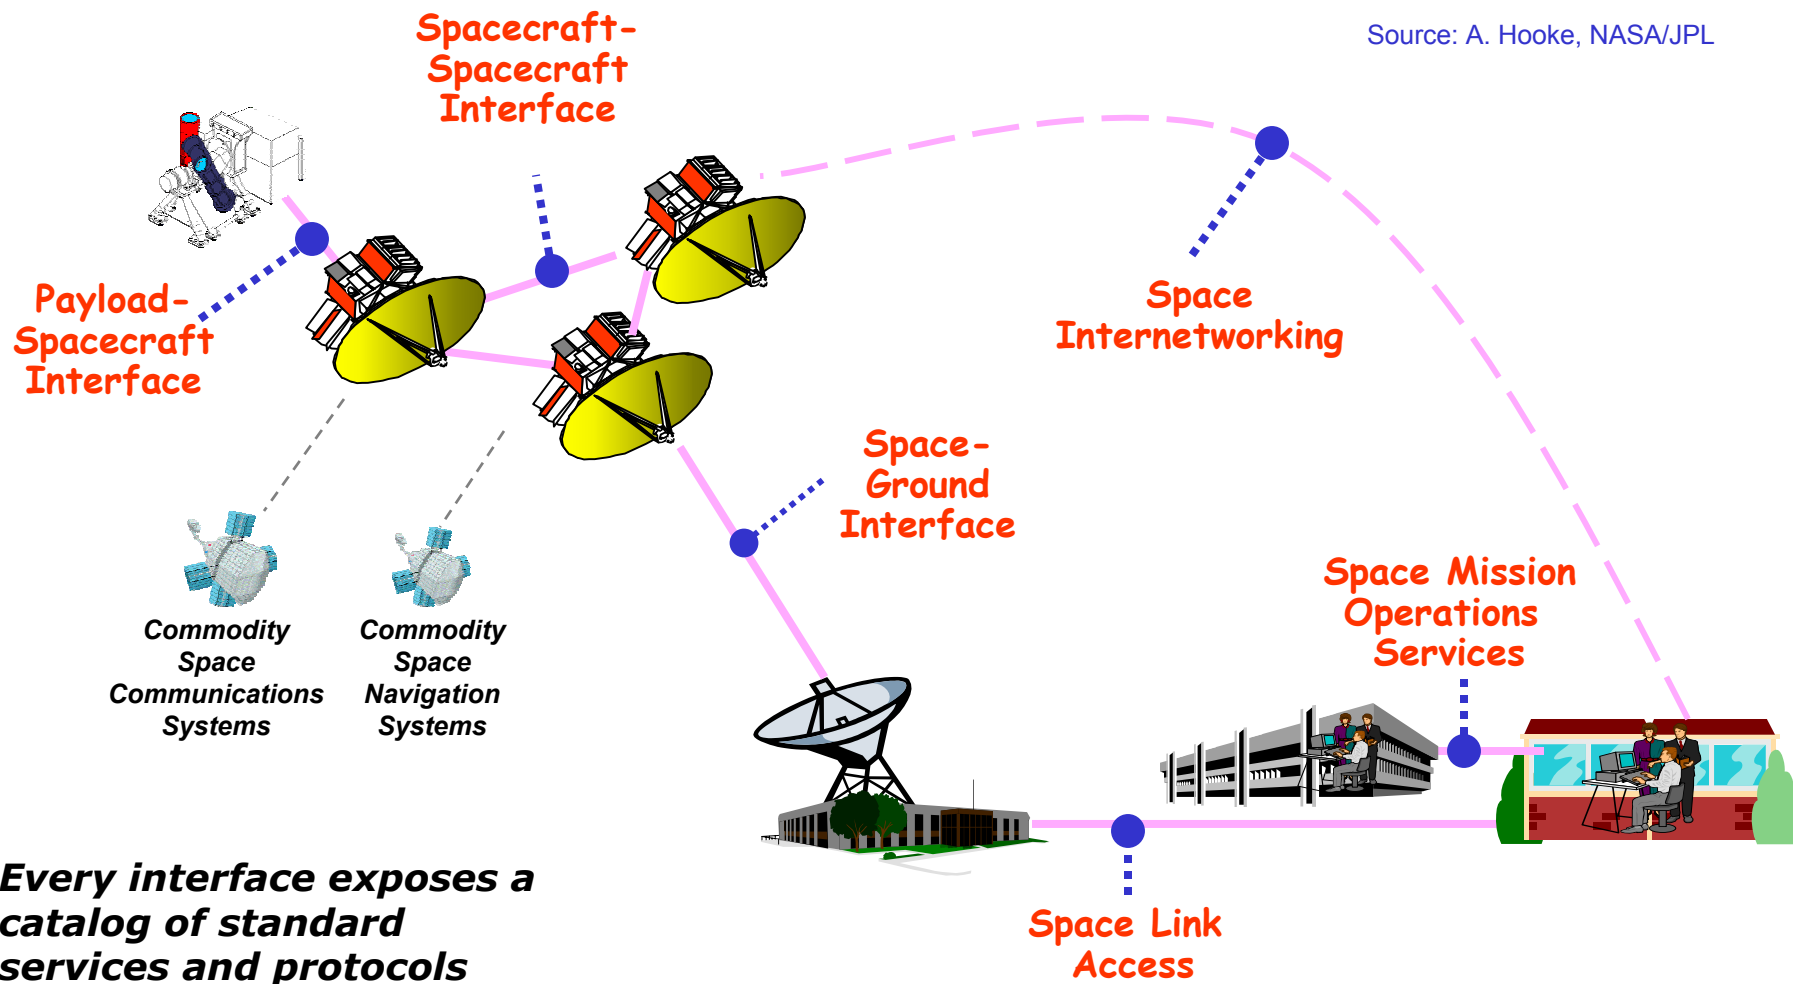 Spacecraft-
Spacecraft
Interface
Source: A. Hooke, NASA/JPL
Payload-
Spacecraft
Interface
Space
Internetworking
Space-
Ground
Interface
Space Mission
Operations
Services
Commodity
Space
Communications
Systems
Commodity
Space
Navigation
Systems
Every interface exposes a
catalog of standard
services and protocols
Space Link
Access